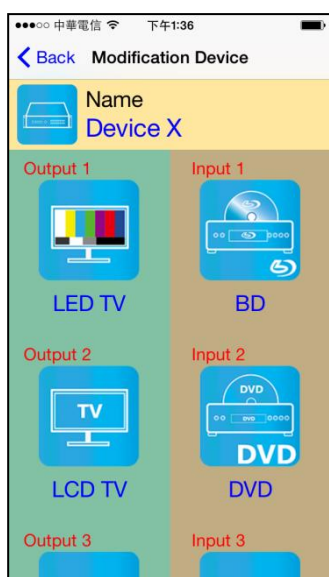 中華電信 下午1:36
Back Modification Device
Name
Device X
Output 1 Input 1
LED TV BD
Output 2 Input 2
TV DVD
DVD
LCD TV DVD
Output 3 Input 3